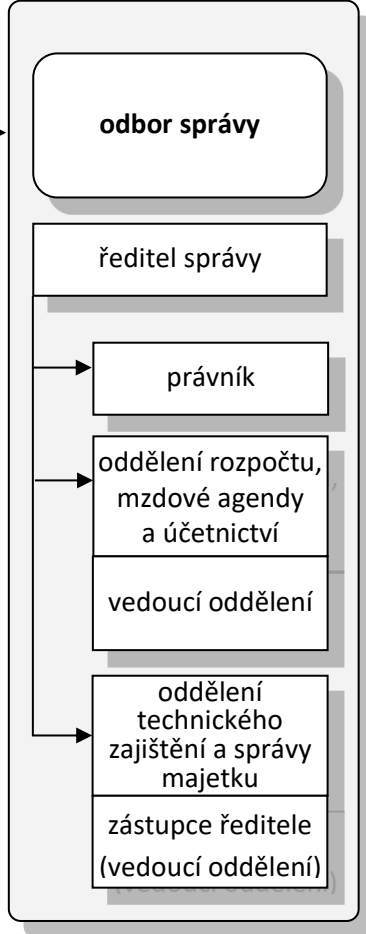 odbor správy
ředitel správy
právník
oddělení rozpočtu,
mzdové agendy
a účetnictví
vedoucí oddělení
oddělení
technického
zajištění a správy
majetku
zástupce ředitele
(vedoucí oddělení)